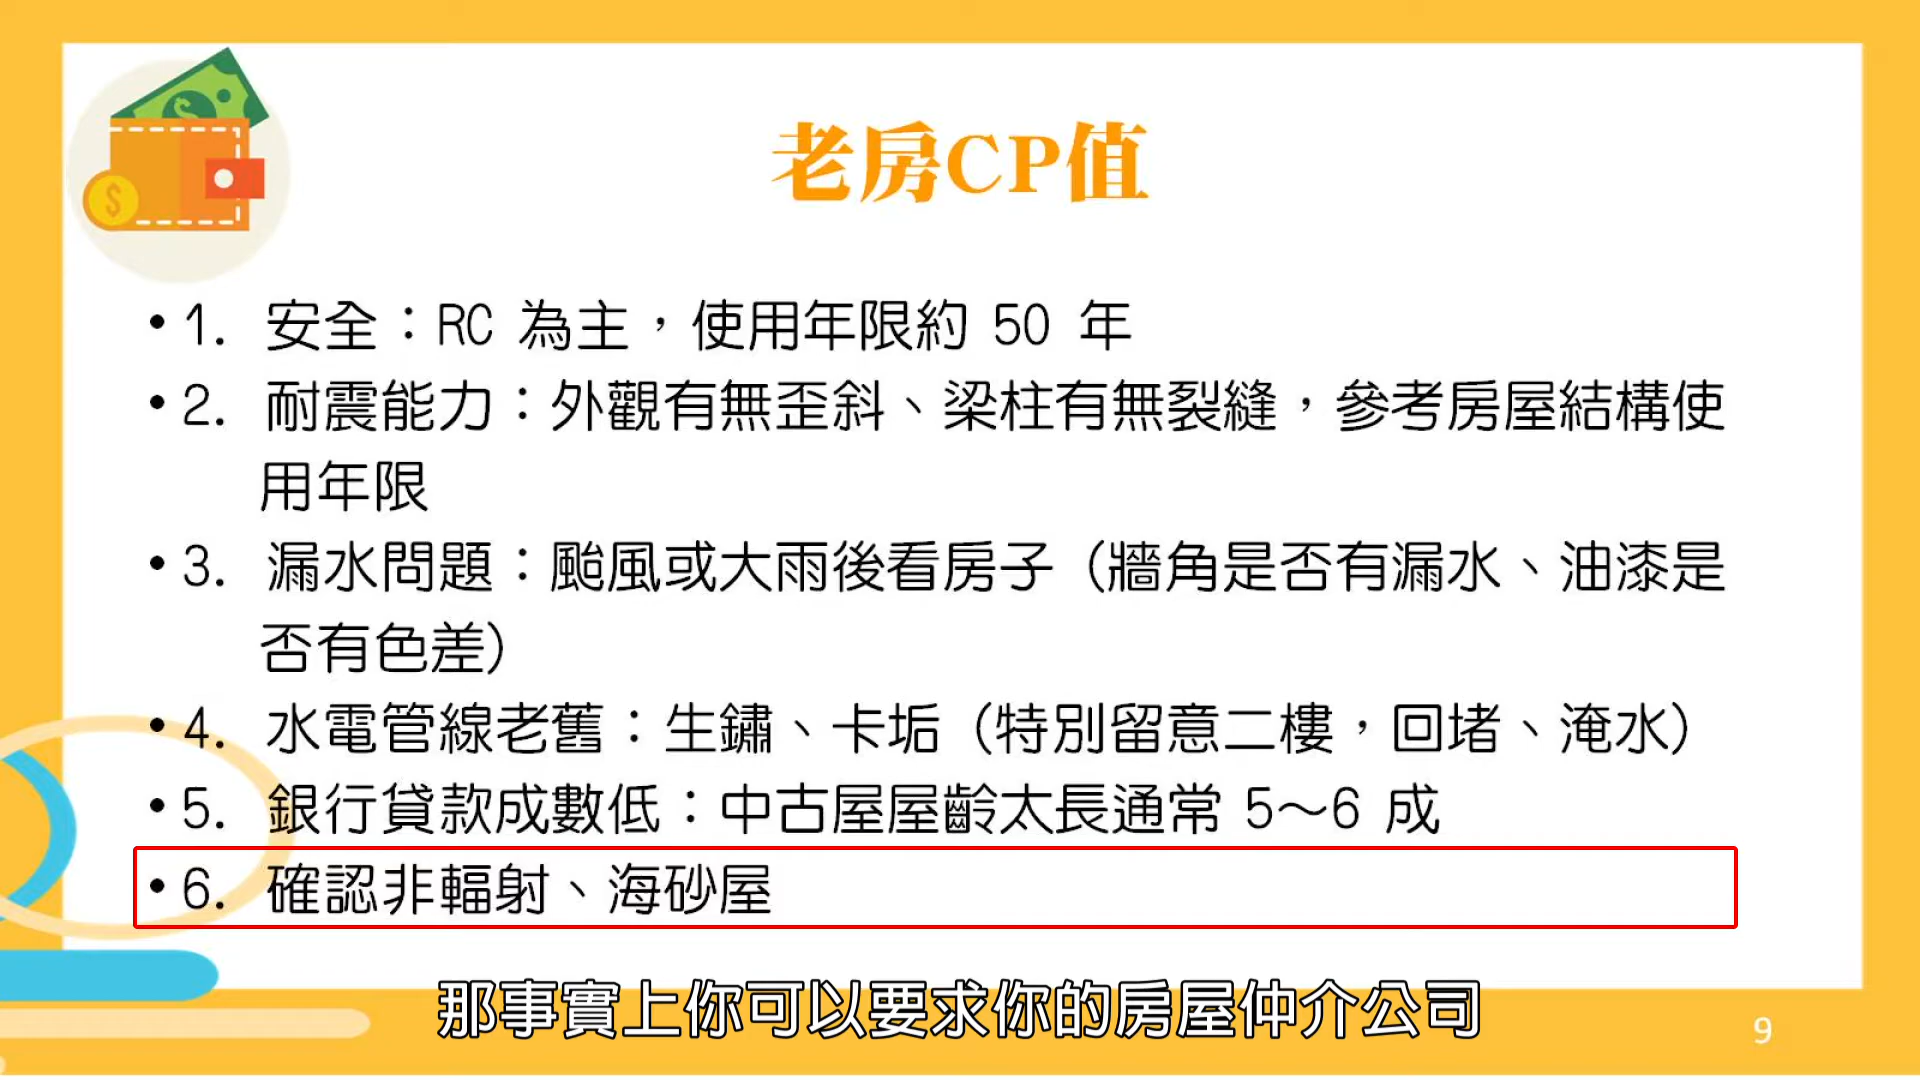 老房CP值
• 1. 安全：RC 為主，使用年限約 50 年
• 2. 耐震能力：外觀有無歪斜、梁柱有無裂縫，參考房屋結構使
用年限
• 3. 漏水問題：颱風或大雨後看房子（牆角是否有漏水、油漆是
否有色差）
• 4. 水電管線老舊：生鏽、卡垢（特別留意二樓，回堵、淹水）
• 5. 銀行貸款成數低：中古屋屋齡太長通常 5～6 成
• 6. 確認非輻射、海砂屋
那事實上你可以要求你的房屋仲介公司
9